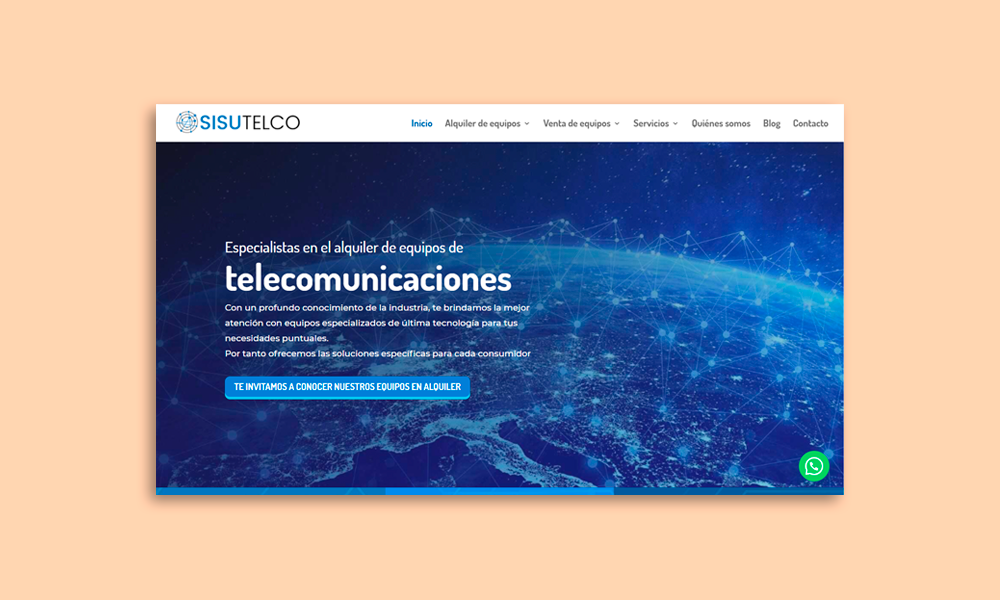 SISUTELCO
Inicio Alquiler de equipos Venta de equipos Servicios Quiénes somos Blog Contacto
Especialistas en el alquiler de equipos de
telecomunicaciones
Con un profundo conocimiento de la industria, te brindamos la mejor
atención con equipos especializados de última tecnología para tus
necesidades puntuales.
Por tanto ofrecemos las soluciones específicas para cada consumidor
TE INVITAMOS A CONOCER NUESTROS EQUIPOS EN ALQUILER